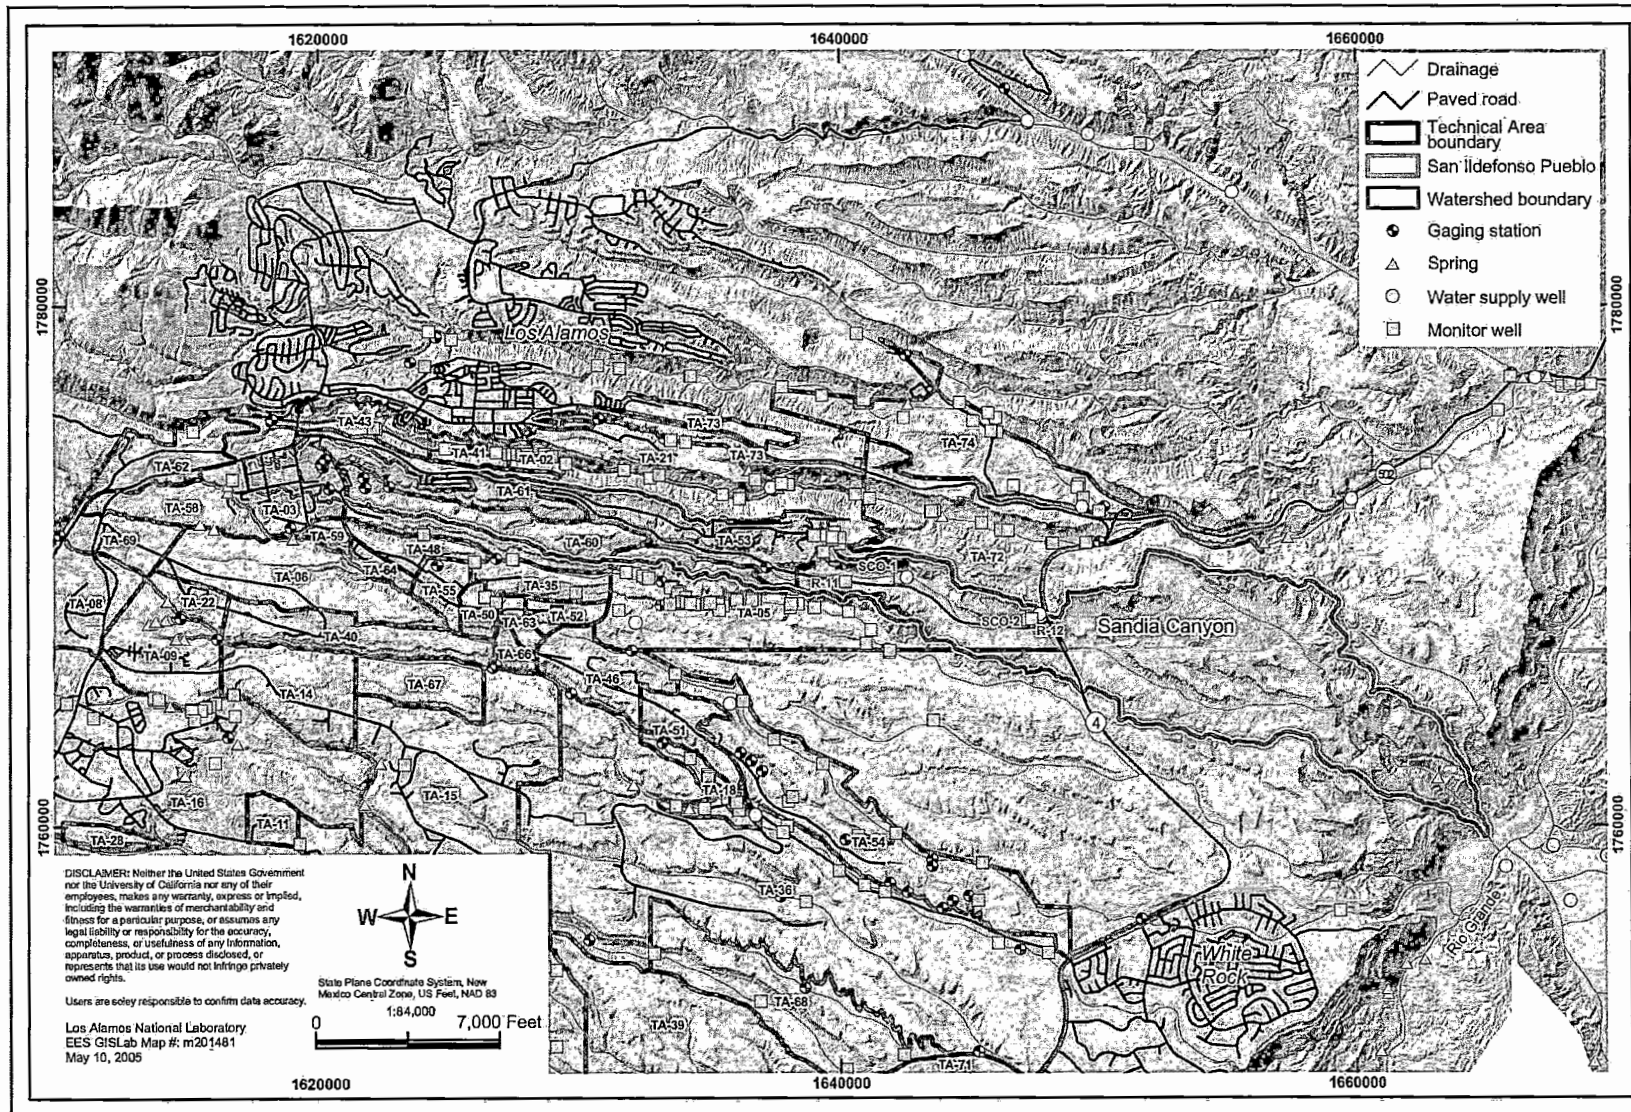 1620000
1640000
1660000
Drainage
Paved road
Technical Area
boundary
San Ildefonso Pueblo
Watershed boundary
Gaging station
Spring
Water supply well
Monitor well
1780000
1780000
Los Alamos
TA-43
TA-73
TA-74
TA-41
TA-02
TA-21
TA-73
TA-62
502
TA-61
TA-58
TA-03
TA-59
TA-53
TA-60
TA-72
TA-69
TA-48
TA-64
TA-06
SCO-1
R-11
TA-55
TA-35
TA-08
TA-22
TA-50
TA-63
TA-52
TA-05
SCO-2
R-12
Sandia Canyon
TA-40
TA-09
TA-66
TA-46
TA-67
TA-14
4
TA-51
TA-16
TA-15
TA-18
TA-11
TA-28
TA-54
1760000
1760000
TA-36
White
Rock
Rio Grande
TA-68
TA-39
TA-71
DISCLAIMER: Neither the United States Government
nor the University of California nor any of their
employees, makes any warranty, express or implied,
including the warranties of merchantability and
fitness for a particular purpose, or assumes any
legal liability or responsibility for the accuracy,
completeness, or usefulness of any information,
apparatus, product, or process disclosed, or
represents that its use would not infringe privately
owned rights.
Users are soley responsible to confirm data accuracy.
Los Alamos National Laboratory
EES GISLab Map #: m201481
May 10, 2005
N
W
E
S
State Plane Coordinate System, New
Mexico Central Zone, US Feet, NAD 83
1:84,000
0
7,000 Feet
1620000
1640000
1660000